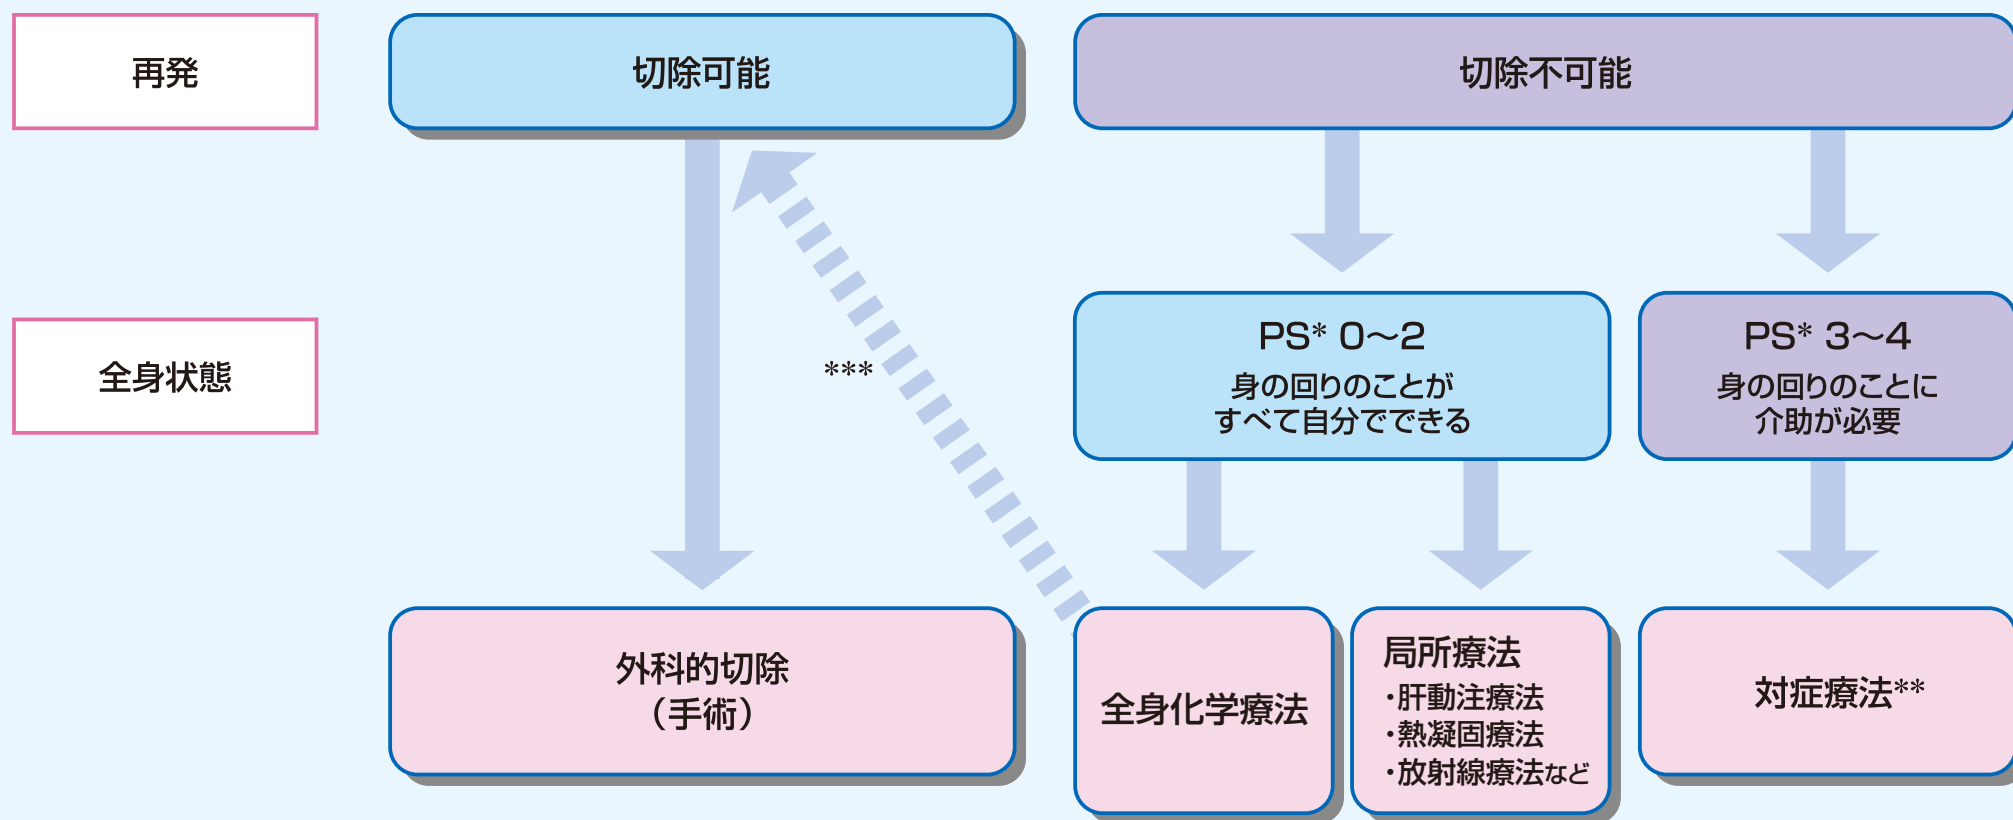 再発
切除可能
切除不可能
全身状態
***
PS* 0〜2
身の回りのことが
すべて自分でできる
PS* 3〜4
身の回りのことに
介助が必要
外科的切除
（手術）
全身化学療法
局所療法
・肝動注療法
・熱凝固療法
・放射線療法など
対症療法**